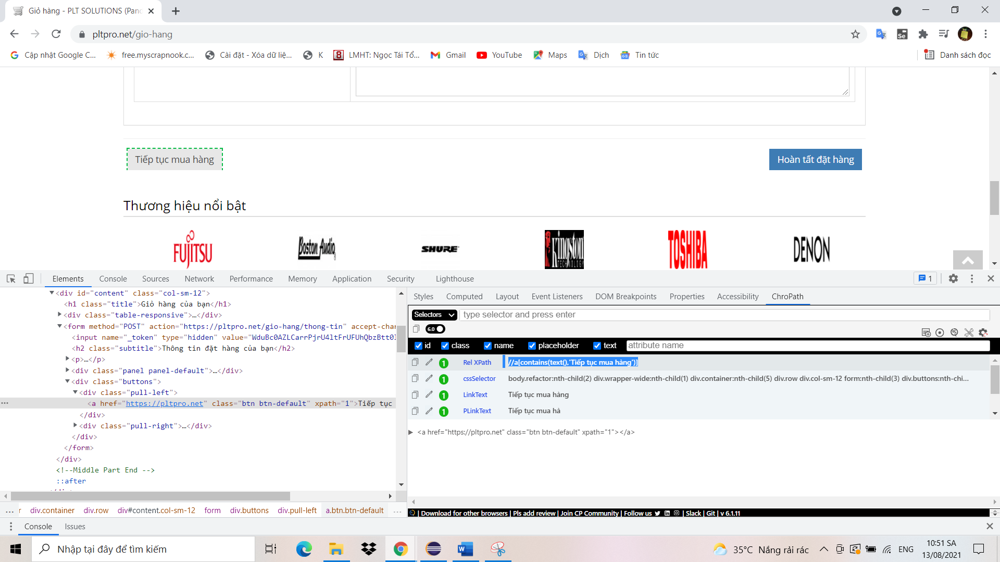 Giỏ hàng - PLT SOLUTIONS (Panc
pltpro.net/gio-hang
Cập nhật Google C...
free.myscrapnook.c...
Cài đặt - Xóa dữ liệ...
K
LMHT: Ngọc Tái Tổ...
Gmail
YouTube
Maps
Dịch
Tin tức
Danh sách đọc
Tiếp tục mua hàng
Hoàn tất đặt hàng
Thương hiệu nổi bật
FUJITSU
Boston Audio
SHURE
Kingston
TECHNOLOGY
TOSHIBA
DENON
Elements
Console
Sources
Network
Performance
Memory
Application
Security
Lighthouse
1
<div id="content" class="col-sm-12">
<h1 class="title">Giỏ hàng của bạn</h1>
<div class="table-responsive">…</div>
<form method="POST" action="https://pltpro.net/gio-hang/thong-tin" accept-char
<input name="_token" type="hidden" value="WduBc0AZLCarrPjrU4ltFrUFUhQbzBtt0l
<h2 class="subtitle">Thông tin đặt hàng của bạn</h2>
<p>…</p>
<div class="panel panel-default">…</div>
<div class="buttons">
<div class="pull-left">
<a href="https://pltpro.net" class="btn btn-default" xpath="1">Tiếp tục
</div>
<div class="pull-right">…</div>
</div>
</form>
</div>
<!--Middle Part End -->
::after
... r div.container div.row div#content.col-sm-12 form div.buttons div.pull-left a.btn.btn-default ...
Styles
Computed
Layout
Event Listeners
DOM Breakpoints
Properties
Accessibility
ChroPath
Selectors
type selector and press enter
6.0
id
class
name
placeholder
text
attribute name
1 Rel XPath //a[contains(text(),'Tiếp tục mua hàng')]
1 cssSelector body.refactor:nth-child(2) div.wrapper-wide:nth-child(1) div.container:nth-child(5) div.row div.col-sm-12 form:nth-child(3) div.buttons:nth-chi...
1 LinkText Tiếp tục mua hàng
1 PLinkText Tiếp tục mua hà
<a href="https://pltpro.net" class="btn btn-default" xpath="1"></a>
| Download for other browsers | Pls add review | Join CP Community | Follow us | Slack | Git | v 6.1.11
Console
Issues
Nhập tại đây để tìm kiếm
35°C Nắng rải rác
ENG
10:51 SA
13/08/2021